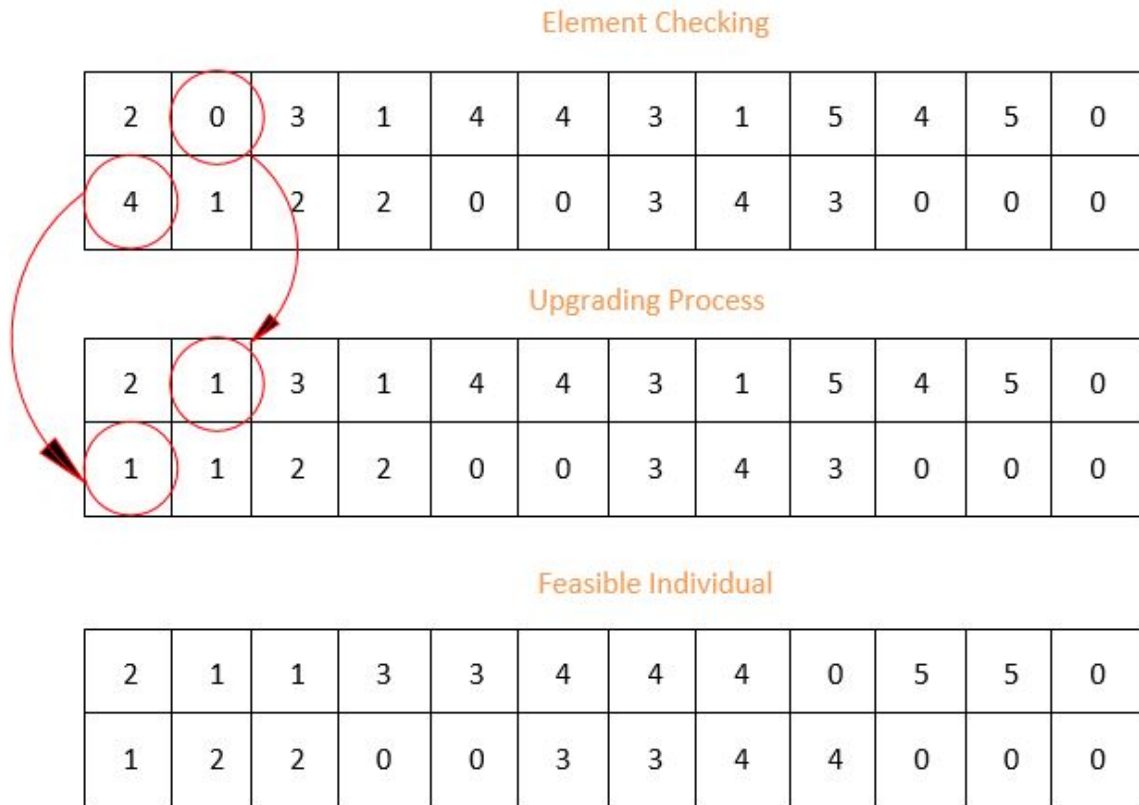 Element Checking
2 0 3 1 4 4 3 1 5 4 5 0
4 1 2 2 0 0 3 4 3 0 0 0
Upgrading Process
2 1 3 1 4 4 3 1 5 4 5 0
1 1 2 2 0 0 3 4 3 0 0 0
Feasible Individual
2 1 1 3 3 4 4 4 0 5 5 0
1 2 2 0 0 3 3 4 4 0 0 0